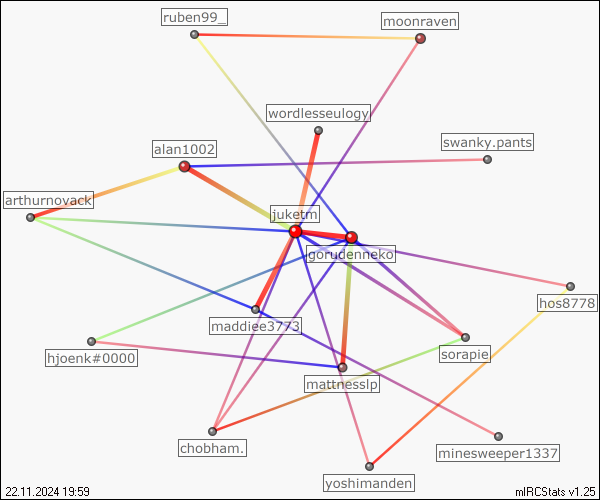 ruben99_
moonraven
wordlesseulogy
swanky.pants
alan1002
arthurnovack
juketm
gorudenneko
hos8778
maddiee3773
hjoenk#0000
sorapie
mattnesslp
chobham.
minesweeper1337
yoshimanden
22.11.2024 19:59
mIRCStats v1.25